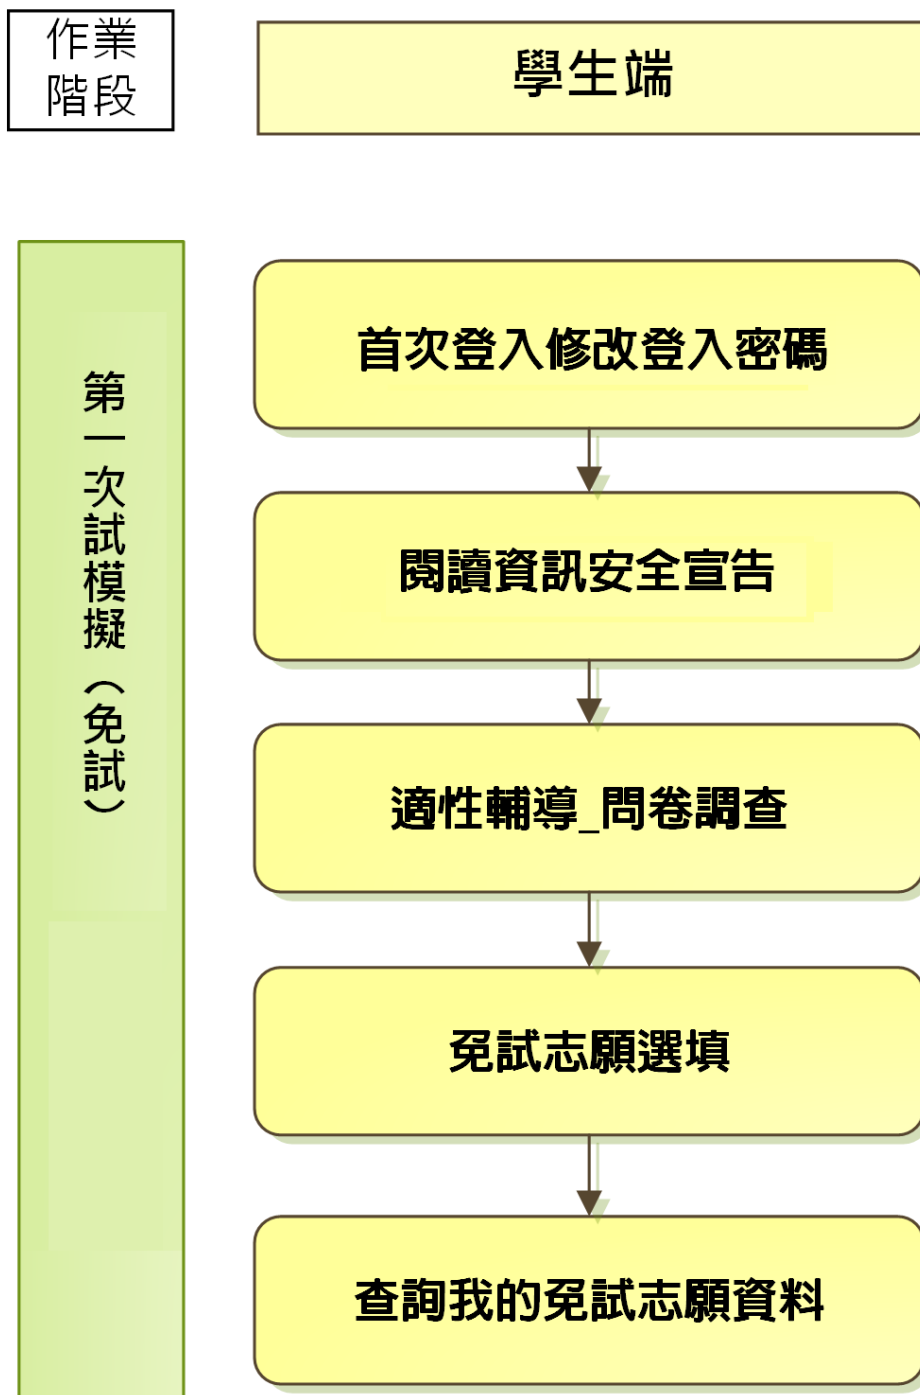 作業
階段
學生端
第一次試模擬（免試）
首次登入修改登入密碼
閱讀資訊安全宣告
適性輔導_問卷調查
免試志願選填
查詢我的免試志願資料